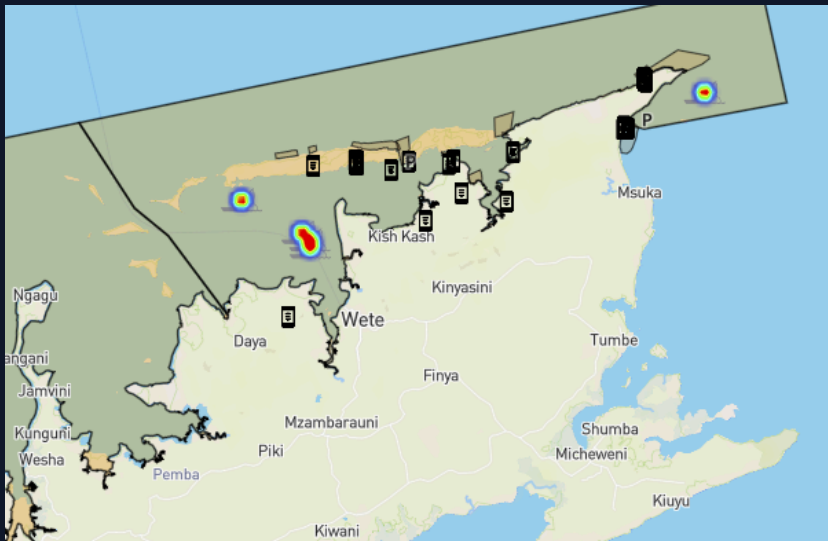 P
Msuka
P
Kish Kash
Kinyasini
Ngagu
Wete
Daya
Tumbe
angani
Finya
Jamvini
Mzambarauni
Shumba
Kunguni
Piki
Micheweni
Wesha
Pemba
Kiuyu
Kiwani